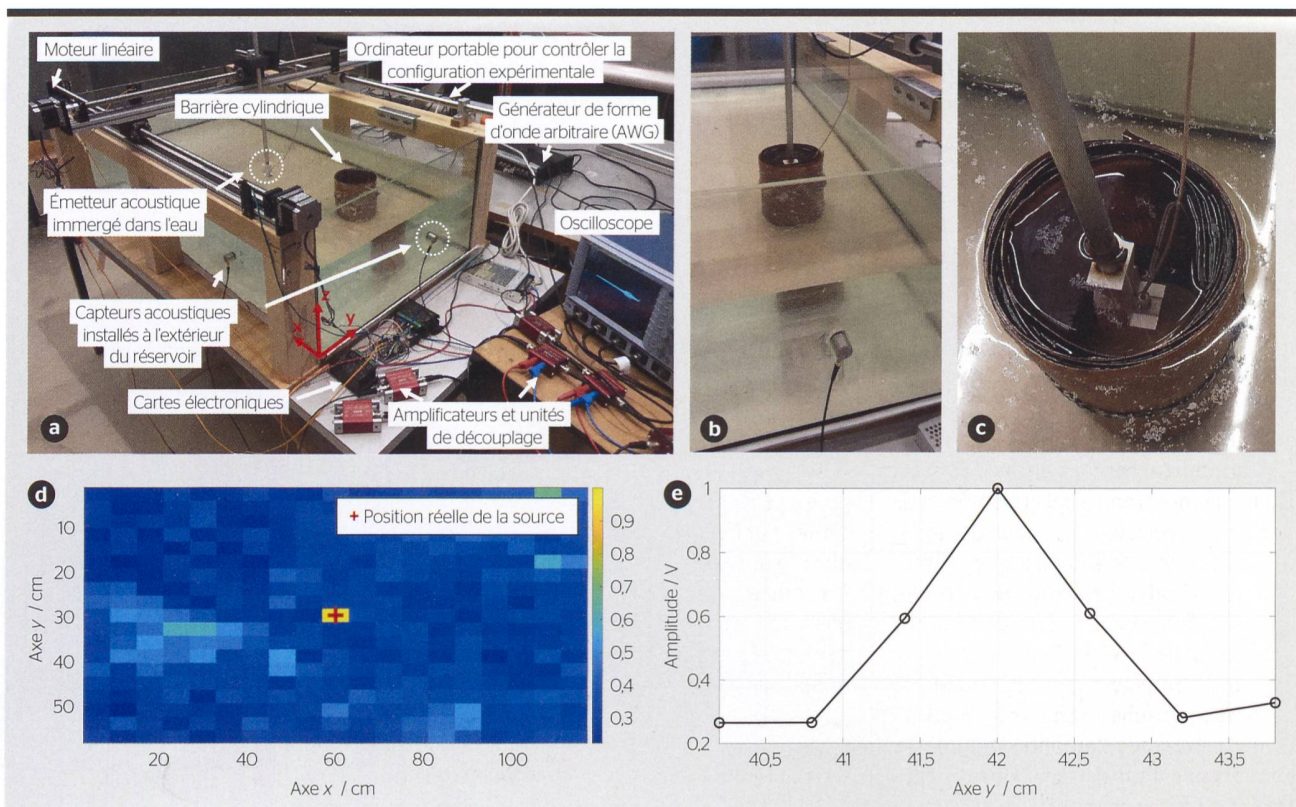 Moteur linéaire
Ordinateur portable pour contrôler la
configuration expérimentale
Barrière cylindrique
Générateur de forme
d'onde arbitraire (AWG)
Émetteur acoustique
immergé dans l'eau
Oscilloscope
Capteurs acoustiques
installés à l'extérieur
du réservoir
z
x
y
Cartes électroniques
Amplificateurs et unités
de découplage
a
b
c
d
+ Position réelle de la source
10
20
30
40
50
Axe y / cm
20
40
60
80
100
Axe x / cm
0,9
0,8
0,7
0,6
0,5
0,4
0,3
e
1
0,8
0,6
0,4
0,2
Amplitude / V
40,5
41
41,5
42
42,5
43
43,5
Axe y / cm